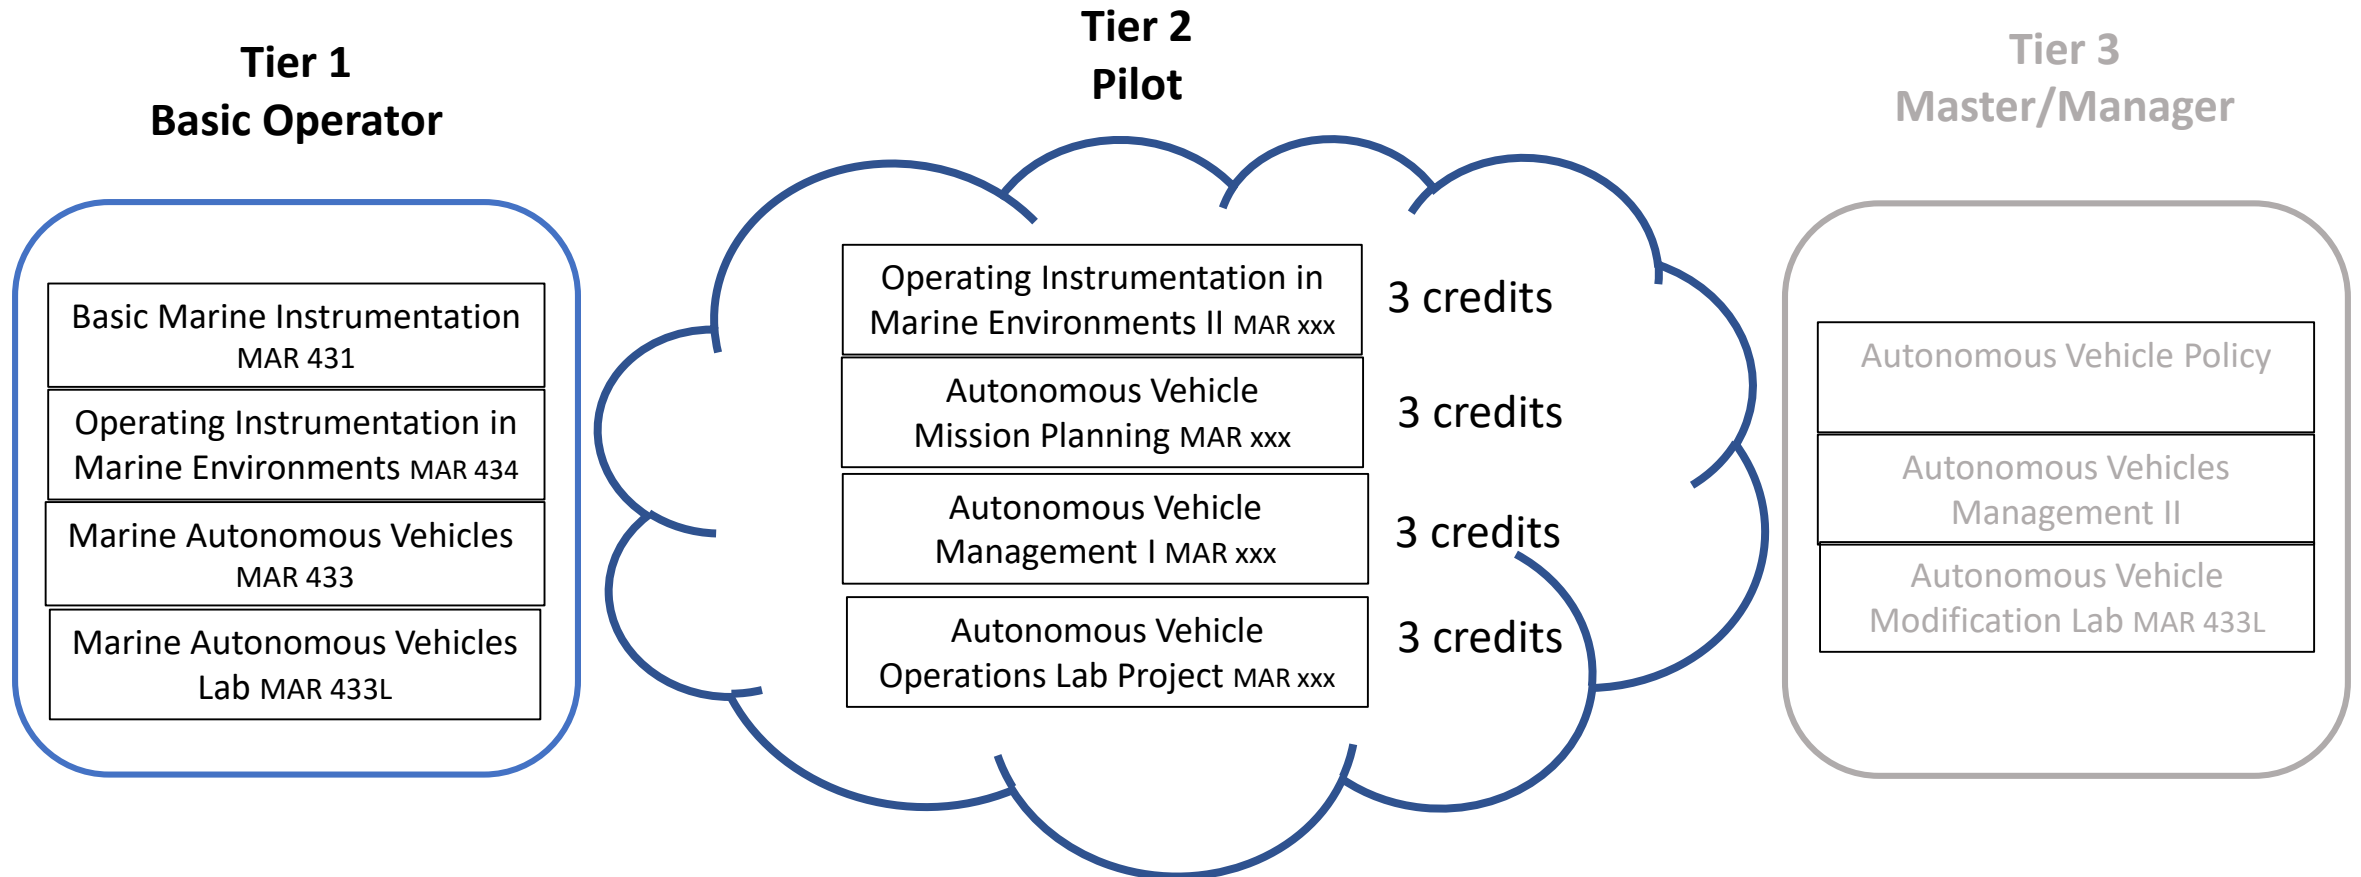 Tier 1
Basic Operator
Basic Marine Instrumentation
MAR 431
Operating Instrumentation in
Marine Environments MAR 434
Marine Autonomous Vehicles
MAR 433
Marine Autonomous Vehicles
Lab MAR 433L
Tier 2
Pilot
Operating Instrumentation in
Marine Environments II MAR xxx
3 credits
Autonomous Vehicle
Mission Planning MAR xxx
3 credits
Autonomous Vehicle
Management I MAR xxx
3 credits
Autonomous Vehicle
Operations Lab Project MAR xxx
3 credits
Tier 3
Master/Manager
Autonomous Vehicle Policy
Autonomous Vehicles
Management II
Autonomous Vehicle
Modification Lab MAR 433L